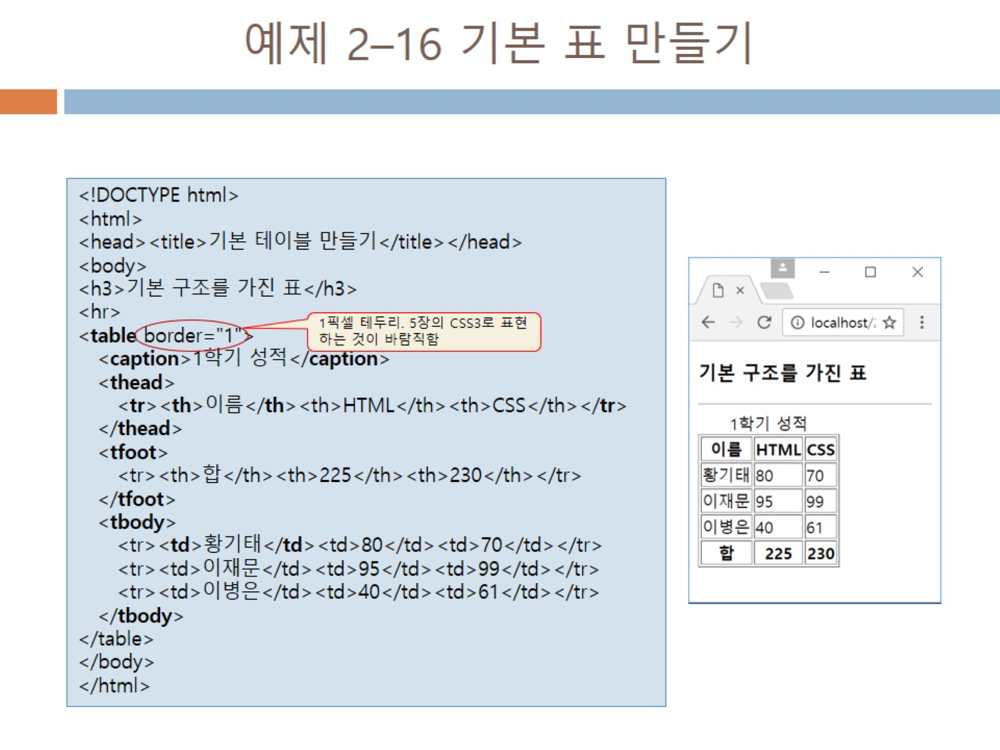 예제 2–16 기본 표 만들기
<!DOCTYPE html>
<html>
<head><title>기본 테이블 만들기</title></head>
<body>
<h3>기본 구조를 가진 표</h3>
<hr>
<table border="1">
1픽셀 테두리. 5장의 CSS3로 표현
하는 것이 바람직함
<caption>1학기 성적</caption>
<thead>
<tr><th>이름</th><th>HTML</th><th>CSS</th></tr>
</thead>
<tfoot>
<tr><th>합</th><th>225</th><th>230</th></tr>
</tfoot>
<tbody>
<tr><td>황기태</td><td>80</td><td>70</td></tr>
<tr><td>이재문</td><td>95</td><td>99</td></tr>
<tr><td>이병은</td><td>40</td><td>61</td></tr>
</tbody>
</table>
</body>
</html>
localhost/
기본 구조를 가진 표
1학기 성적
이름 HTML CSS
황기태 80 70
이재문 95 99
이병은 40 61
합 225 230